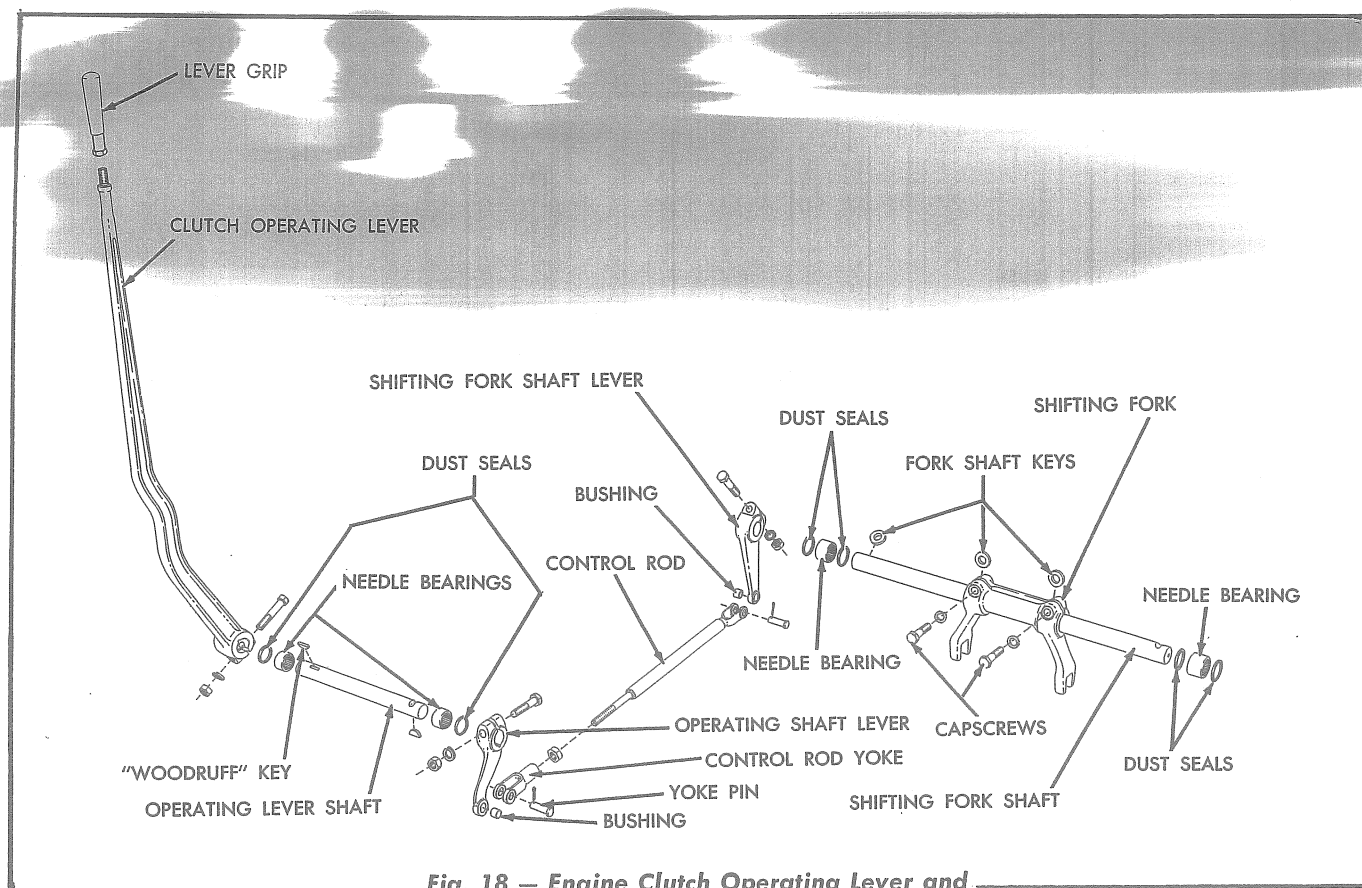 LEVER GRIP
CLUTCH OPERATING LEVER
SHIFTING FORK SHAFT LEVER
SHIFTING FORK
DUST SEALS
DUST SEALS
FORK SHAFT KEYS
BUSHING
CONTROL ROD
NEEDLE BEARINGS
NEEDLE BEARING
NEEDLE BEARING
OPERATING SHAFT LEVER
CAPSCREWS
CONTROL ROD YOKE
DUST SEALS
"WOODRUFF" KEY
YOKE PIN
SHIFTING FORK SHAFT
OPERATING LEVER SHAFT
BUSHING
Fig. 18 — Engine Clutch Operating Lever and